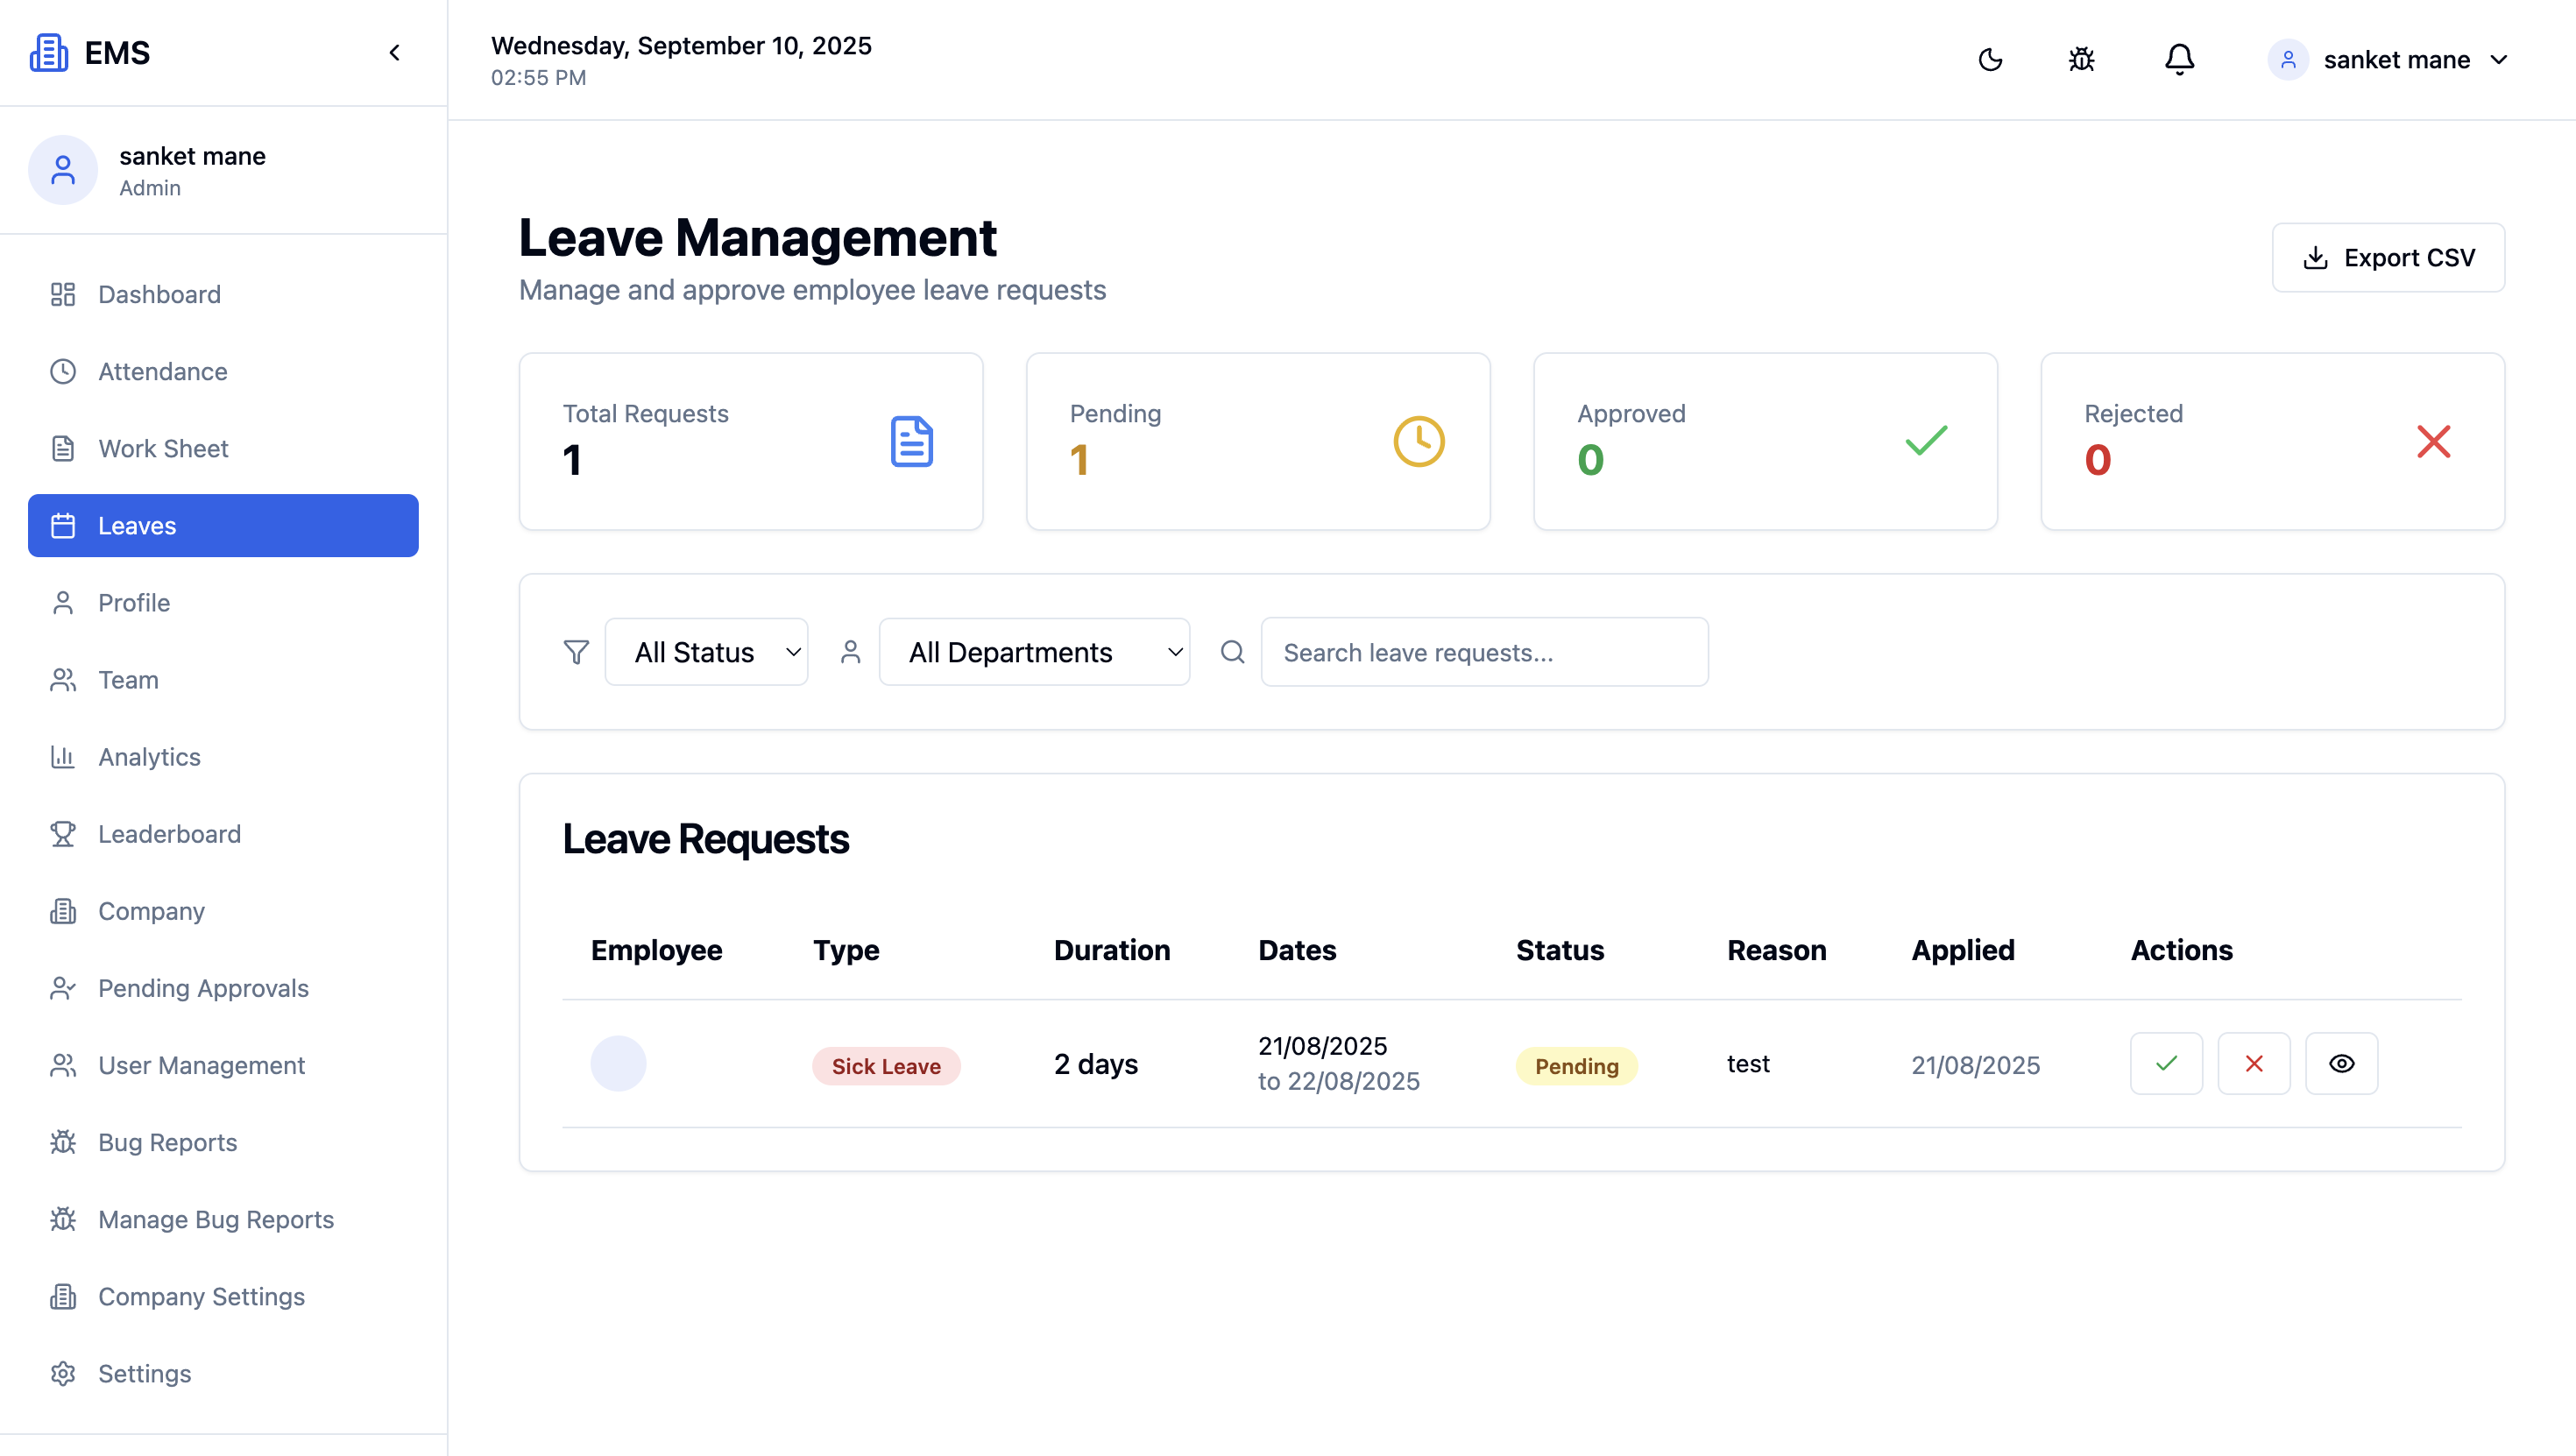 EMS
sanket mane
Admin
Dashboard
Attendance
Work Sheet
Leaves
Profile
Team
Analytics
Leaderboard
Company
Pending Approvals
User Management
Bug Reports
Manage Bug Reports
Company Settings
Settings
Wednesday, September 10, 2025
02:55 PM
sanket mane
Leave Management
Manage and approve employee leave requests
Export CSV
Total Requests
1
Pending
1
Approved
0
Rejected
0
All Status
All Departments
Search leave requests...
Leave Requests
Employee Type Duration Dates Status Reason Applied Actions
Sick Leave 2 days 21/08/2025 Pending test 21/08/2025
to 22/08/2025